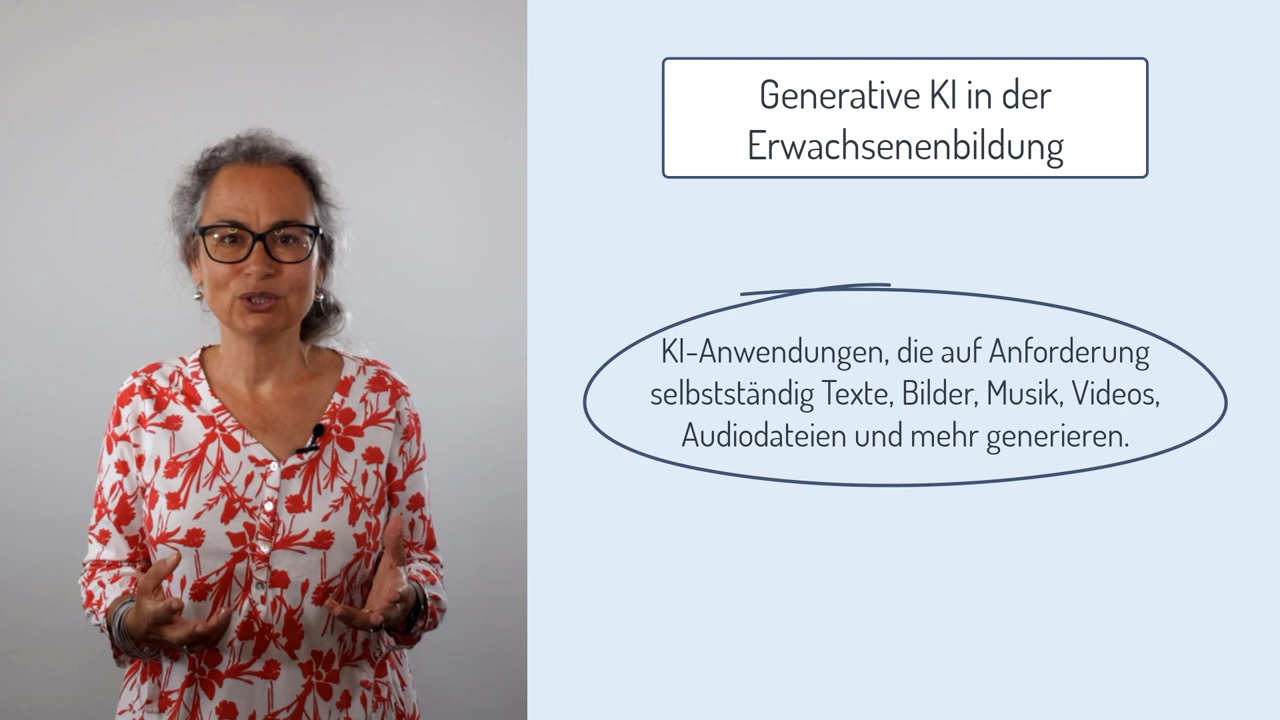 Generative KI in der
Erwachsenenbildung
KI-Anwendungen, die auf Anforderung
selbstständig Texte, Bilder, Musik, Videos,
Audiodateien und mehr generieren.